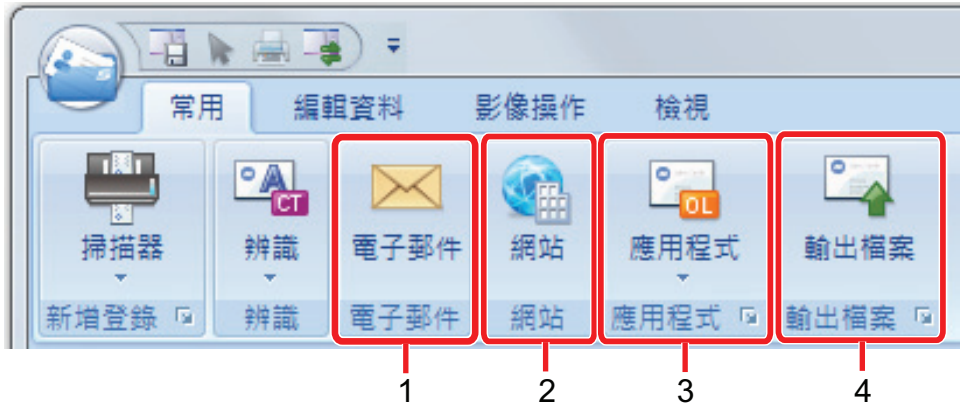 常用 編輯資料 影像操作 檢視
CT OL
掃描器 辨識 電子郵件 網站 應用程式 輸出檔案
新增登錄 辨識 電子郵件 網站 應用程式 輸出檔案
1 2 3 4